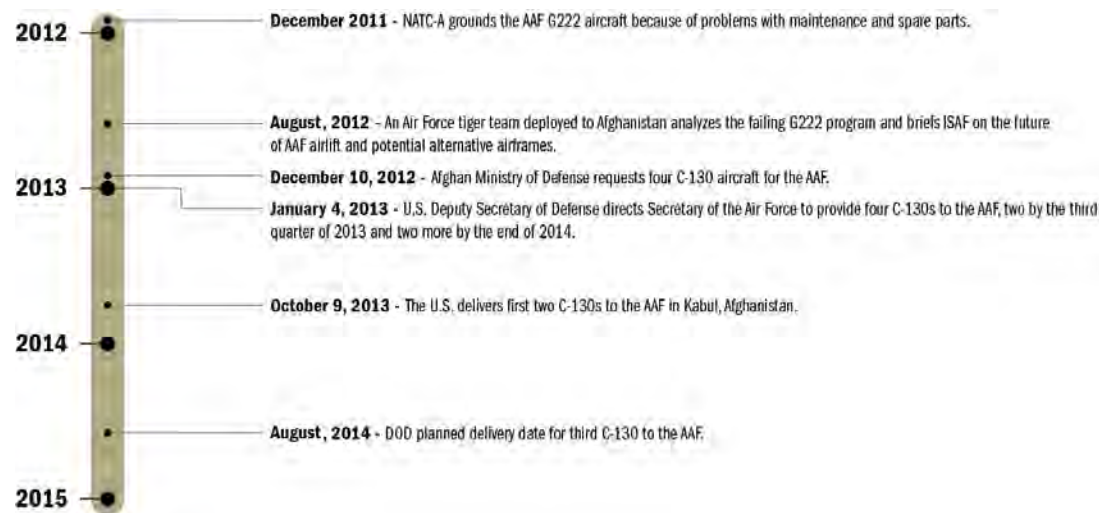 2012
December 2011 - NATC-A grounds the AAF G222 aircraft because of problems with maintenance and spare parts.
August, 2012 - An Air Force tiger team deployed to Afghanistan analyzes the failing G222 program and briefs ISAF on the future
of AAF airlift and potential alternative airframes.
December 10, 2012 - Afghan Ministry of Defense requests four C-130 aircraft for the AAF.
2013
January 4, 2013 - U.S. Deputy Secretary of Defense directs Secretary of the Air Force to provide four C-130s to the AAF, two by the third
quarter of 2013 and two more by the end of 2014.
October 9, 2013 - The U.S. delivers first two C-130s to the AAF in Kabul, Afghanistan.
2014
August, 2014 - DOD planned delivery date for third C-130 to the AAF.
2015